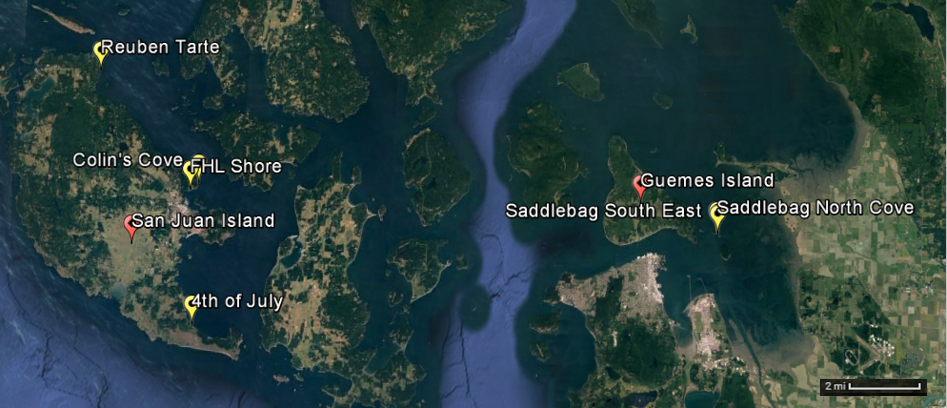 Reuben Tarte
Colin's Cove
FHL Shore
San Juan Island
4th of July
Guemes Island
Saddlebag South East
Saddlebag North Cove
2 mi